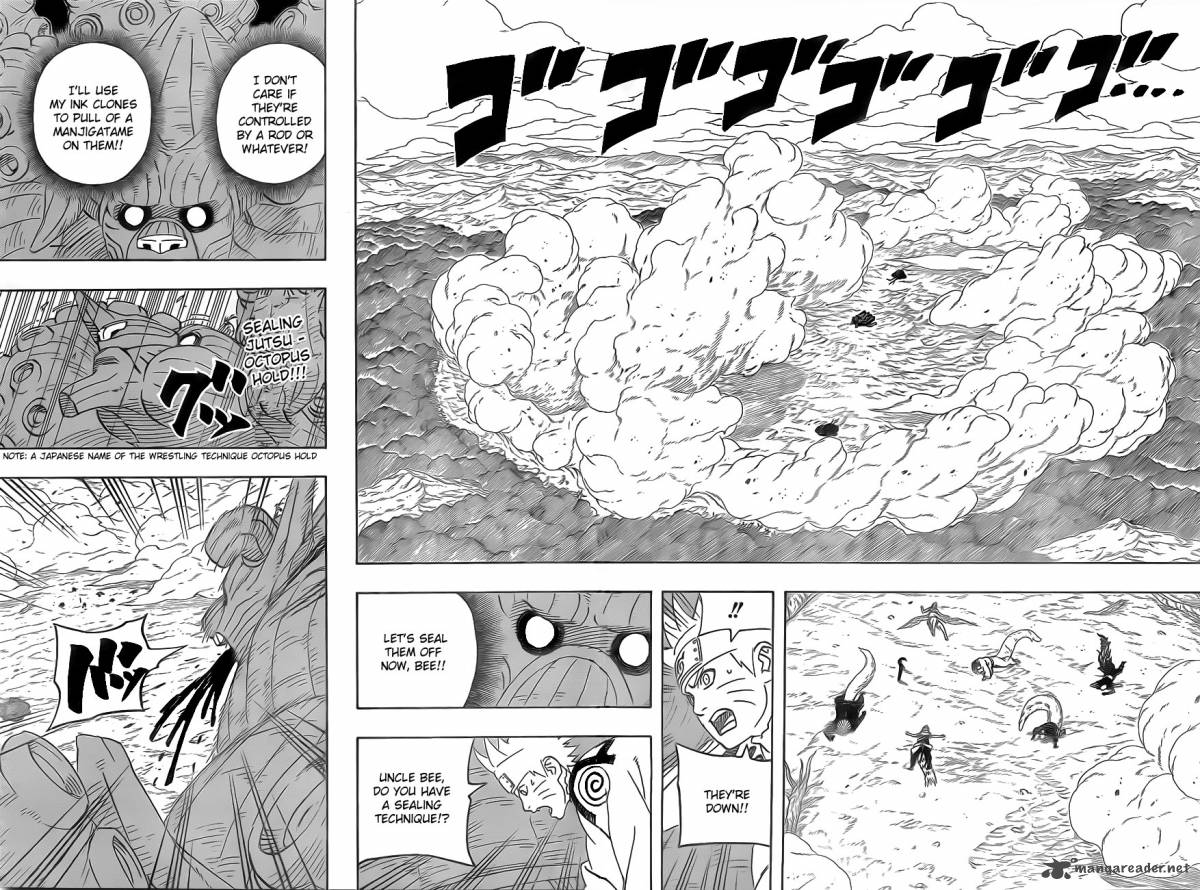 ゴゴゴゴゴゴ...
THEY'RE
DOWN!!
!!
LET'S SEAL
THEM OFF
NOW, BEE!!
UNCLE BEE,
DO YOU HAVE
A SEALING
TECHNIQUE!?
I DON'T
CARE IF
THEY'RE
CONTROLLED
BY A ROD OR
WHATEVER!
I'LL USE
MY INK CLONES
TO PULL OF A
MANJIGATAME
ON THEM!!
SEALING
JUTSU -
OCTOPUS
HOLD!!!
グッ
NOTE: A JAPANESE NAME OF THE WRESTLING TECHNIQUE OCTOPUS HOLD
バッ
mangareader.net